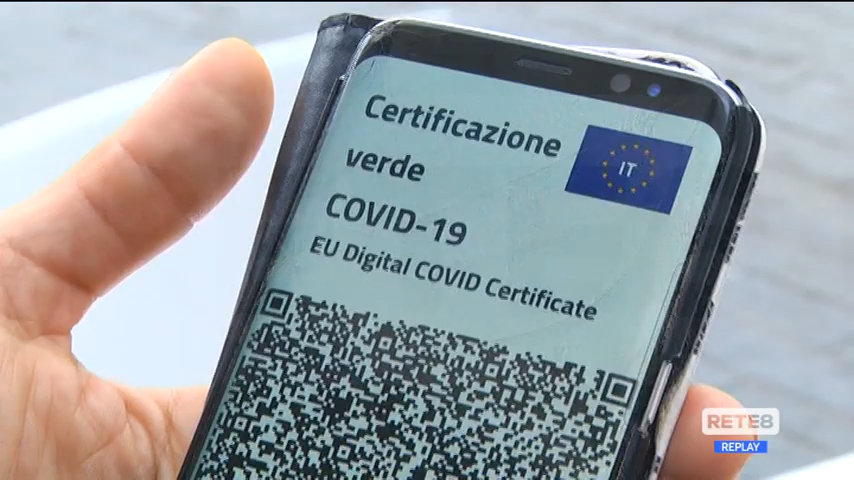 Certificazione
verde
COVID-19
EU Digital COVID Certificate
IT
RETE8
REPLAY